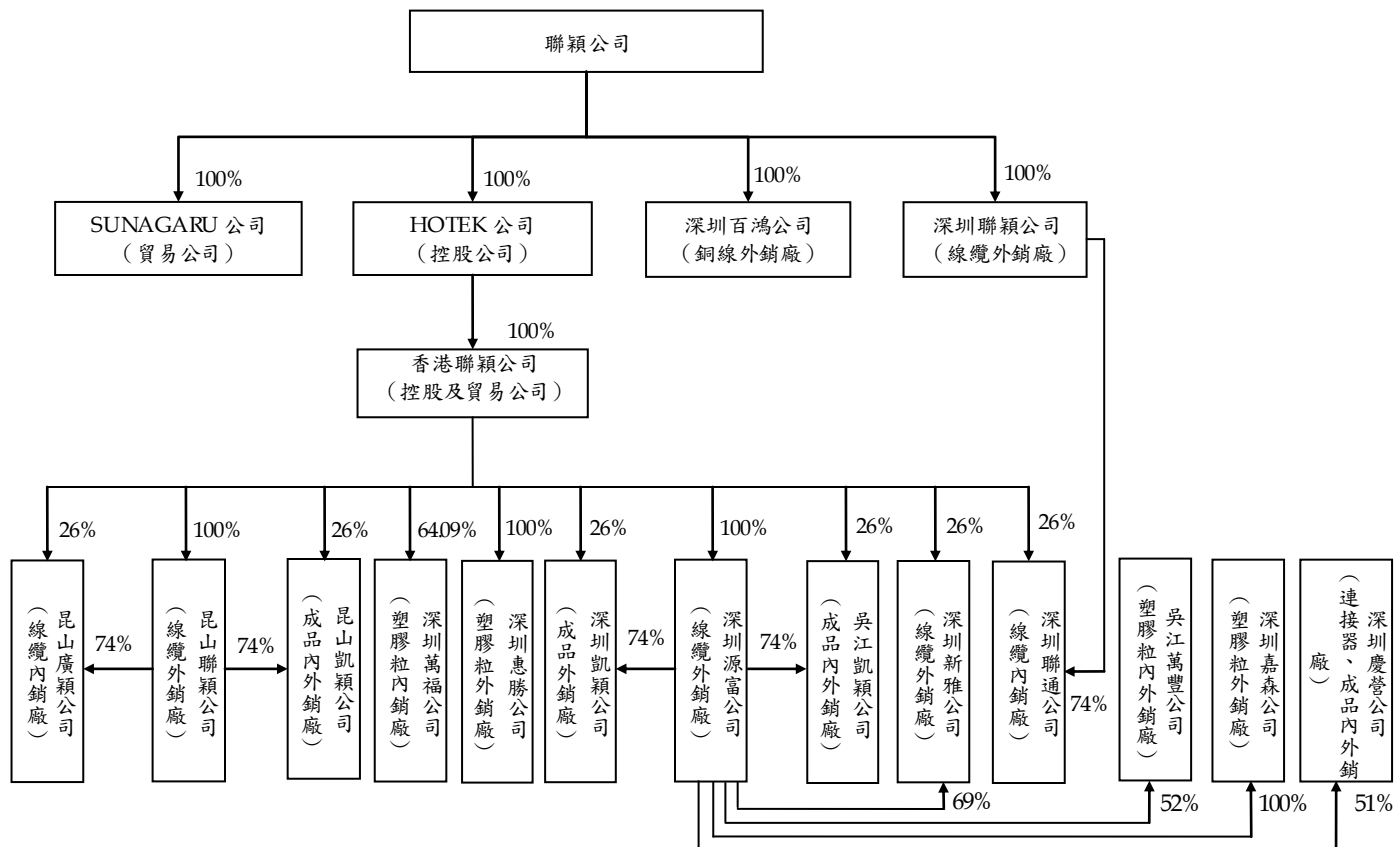 聯穎公司
100%
100%
100%
100%
SUNAGARU 公司
（貿易公司）
HOTEK 公司
（控股公司）
深圳百鴻公司
（銅線外銷廠）
深圳聯穎公司
（線纜外銷廠）
100%
香港聯穎公司
（控股及貿易公司）
26%
100%
26%
64.09%
100%
26%
100%
26%
26%
26%
昆山廣穎公司
（線纜內銷廠）
74%
昆山聯穎公司
（線纜外銷廠）
74%
昆山凱穎公司
（成品內外銷廠）
深圳萬福公司
（塑膠粒內銷廠）
深圳惠勝公司
（塑膠粒外銷廠）
深圳凱穎公司
（成品外銷廠）
74%
深圳源富公司
（線纜外銷廠）
74%
吳江凱穎公司
（成品內外銷廠）
深圳新雅公司
（線纜外銷廠）
深圳聯通公司
（線纜內銷廠）
74%
吳江萬豐公司
（塑膠粒內外銷廠）
深圳嘉森公司
（塑膠粒外銷廠）
深圳慶營公司
（連接器、成品內外銷
廠）
69%
52%
100%
51%